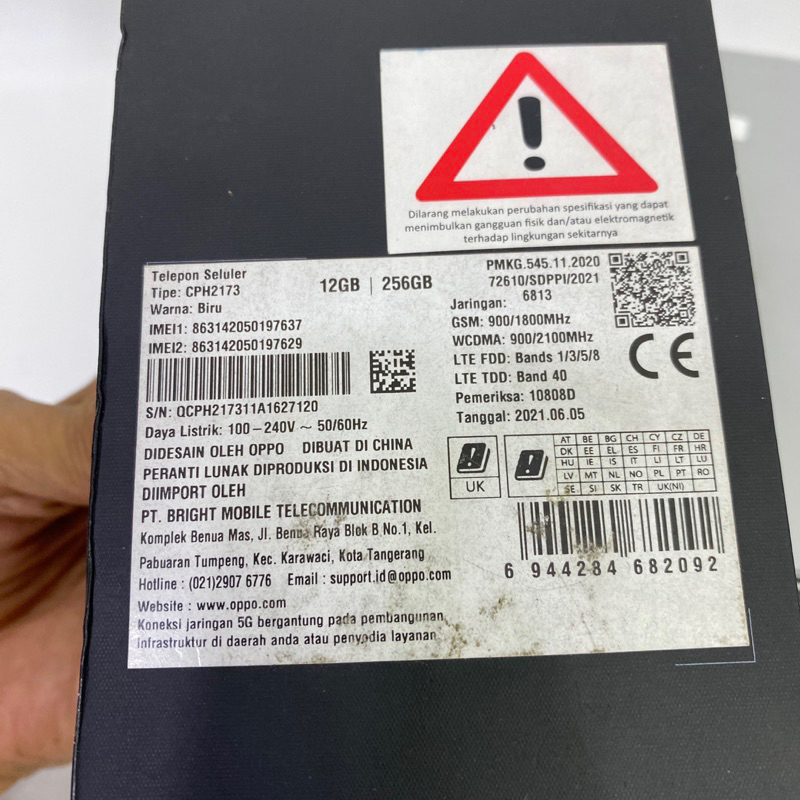 Dilarang melakukan perubahan spesifikasi yang dapat
menimbulkan gangguan fisik dan/atau elektromagnetik
terhadap lingkungan sekitarnya
Telepon Seluler
Tipe: CPH2173
Warna: Biru
12GB | 256GB
IMEI1: 863142050197637
IMEI2: 863142050197629
S/N: QCPH217311A1627120
Daya Listrik: 100-240V ~ 50/60Hz
DIDESAIN OLEH OPPO DIBUAT DI CHINA
PERANTI LUNAK DIPRODUKSI DI INDONESIA
DIIMPORT OLEH
PT. BRIGHT MOBILE TELECOMMUNICATION
Komplek Benua Mas, Jl. Benua Raya Blok B No.1, Kel.
Pabuaran Tumpeng, Kec. Karawaci, Kota Tangerang
Hotline : (021)2907 6776 Email : support.id@oppo.com
Website : www.oppo.com
Koneksi jaringan 5G bergantung pada pembangunan
infrastruktur di daerah anda atau penyedia layanan
PMKG.545.11.2020
72610/SDPPI/2021
6813
Jaringan:
GSM: 900/1800MHz
WCDMA: 900/2100MHz
LTE FDD: Bands 1/3/5/8
LTE TDD: Band 40
Pemeriksa: 10808D
Tanggal: 2021.06.05
CE
UK
AT BE BG CH CY CZ DE
DK EE EL ES FI FR HR
HU IE IS IT LI LT LU
LV MT NL NO PL PT RO
SE SI SK TR UK(NI)
6 944284 682092